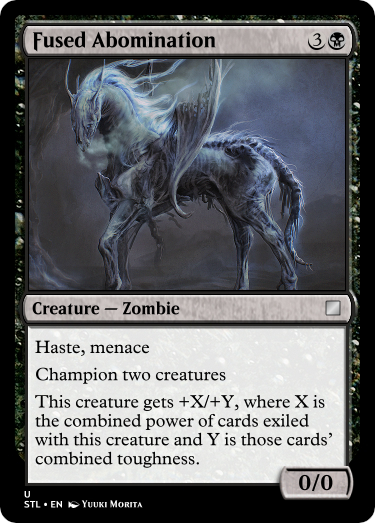 Fused Abomination 3
Creature — Zombie
Haste, menace
Champion two creatures
This creature gets +X/+Y, where X is
the combined power of cards exiled
with this creature and Y is those cards’
combined toughness.
0/0
U
STL • EN Yuuki Morita